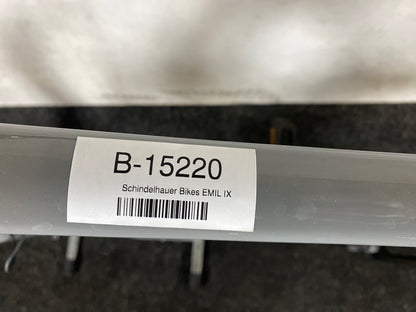 B-15220
Schindelhauer Bikes EMIL IX